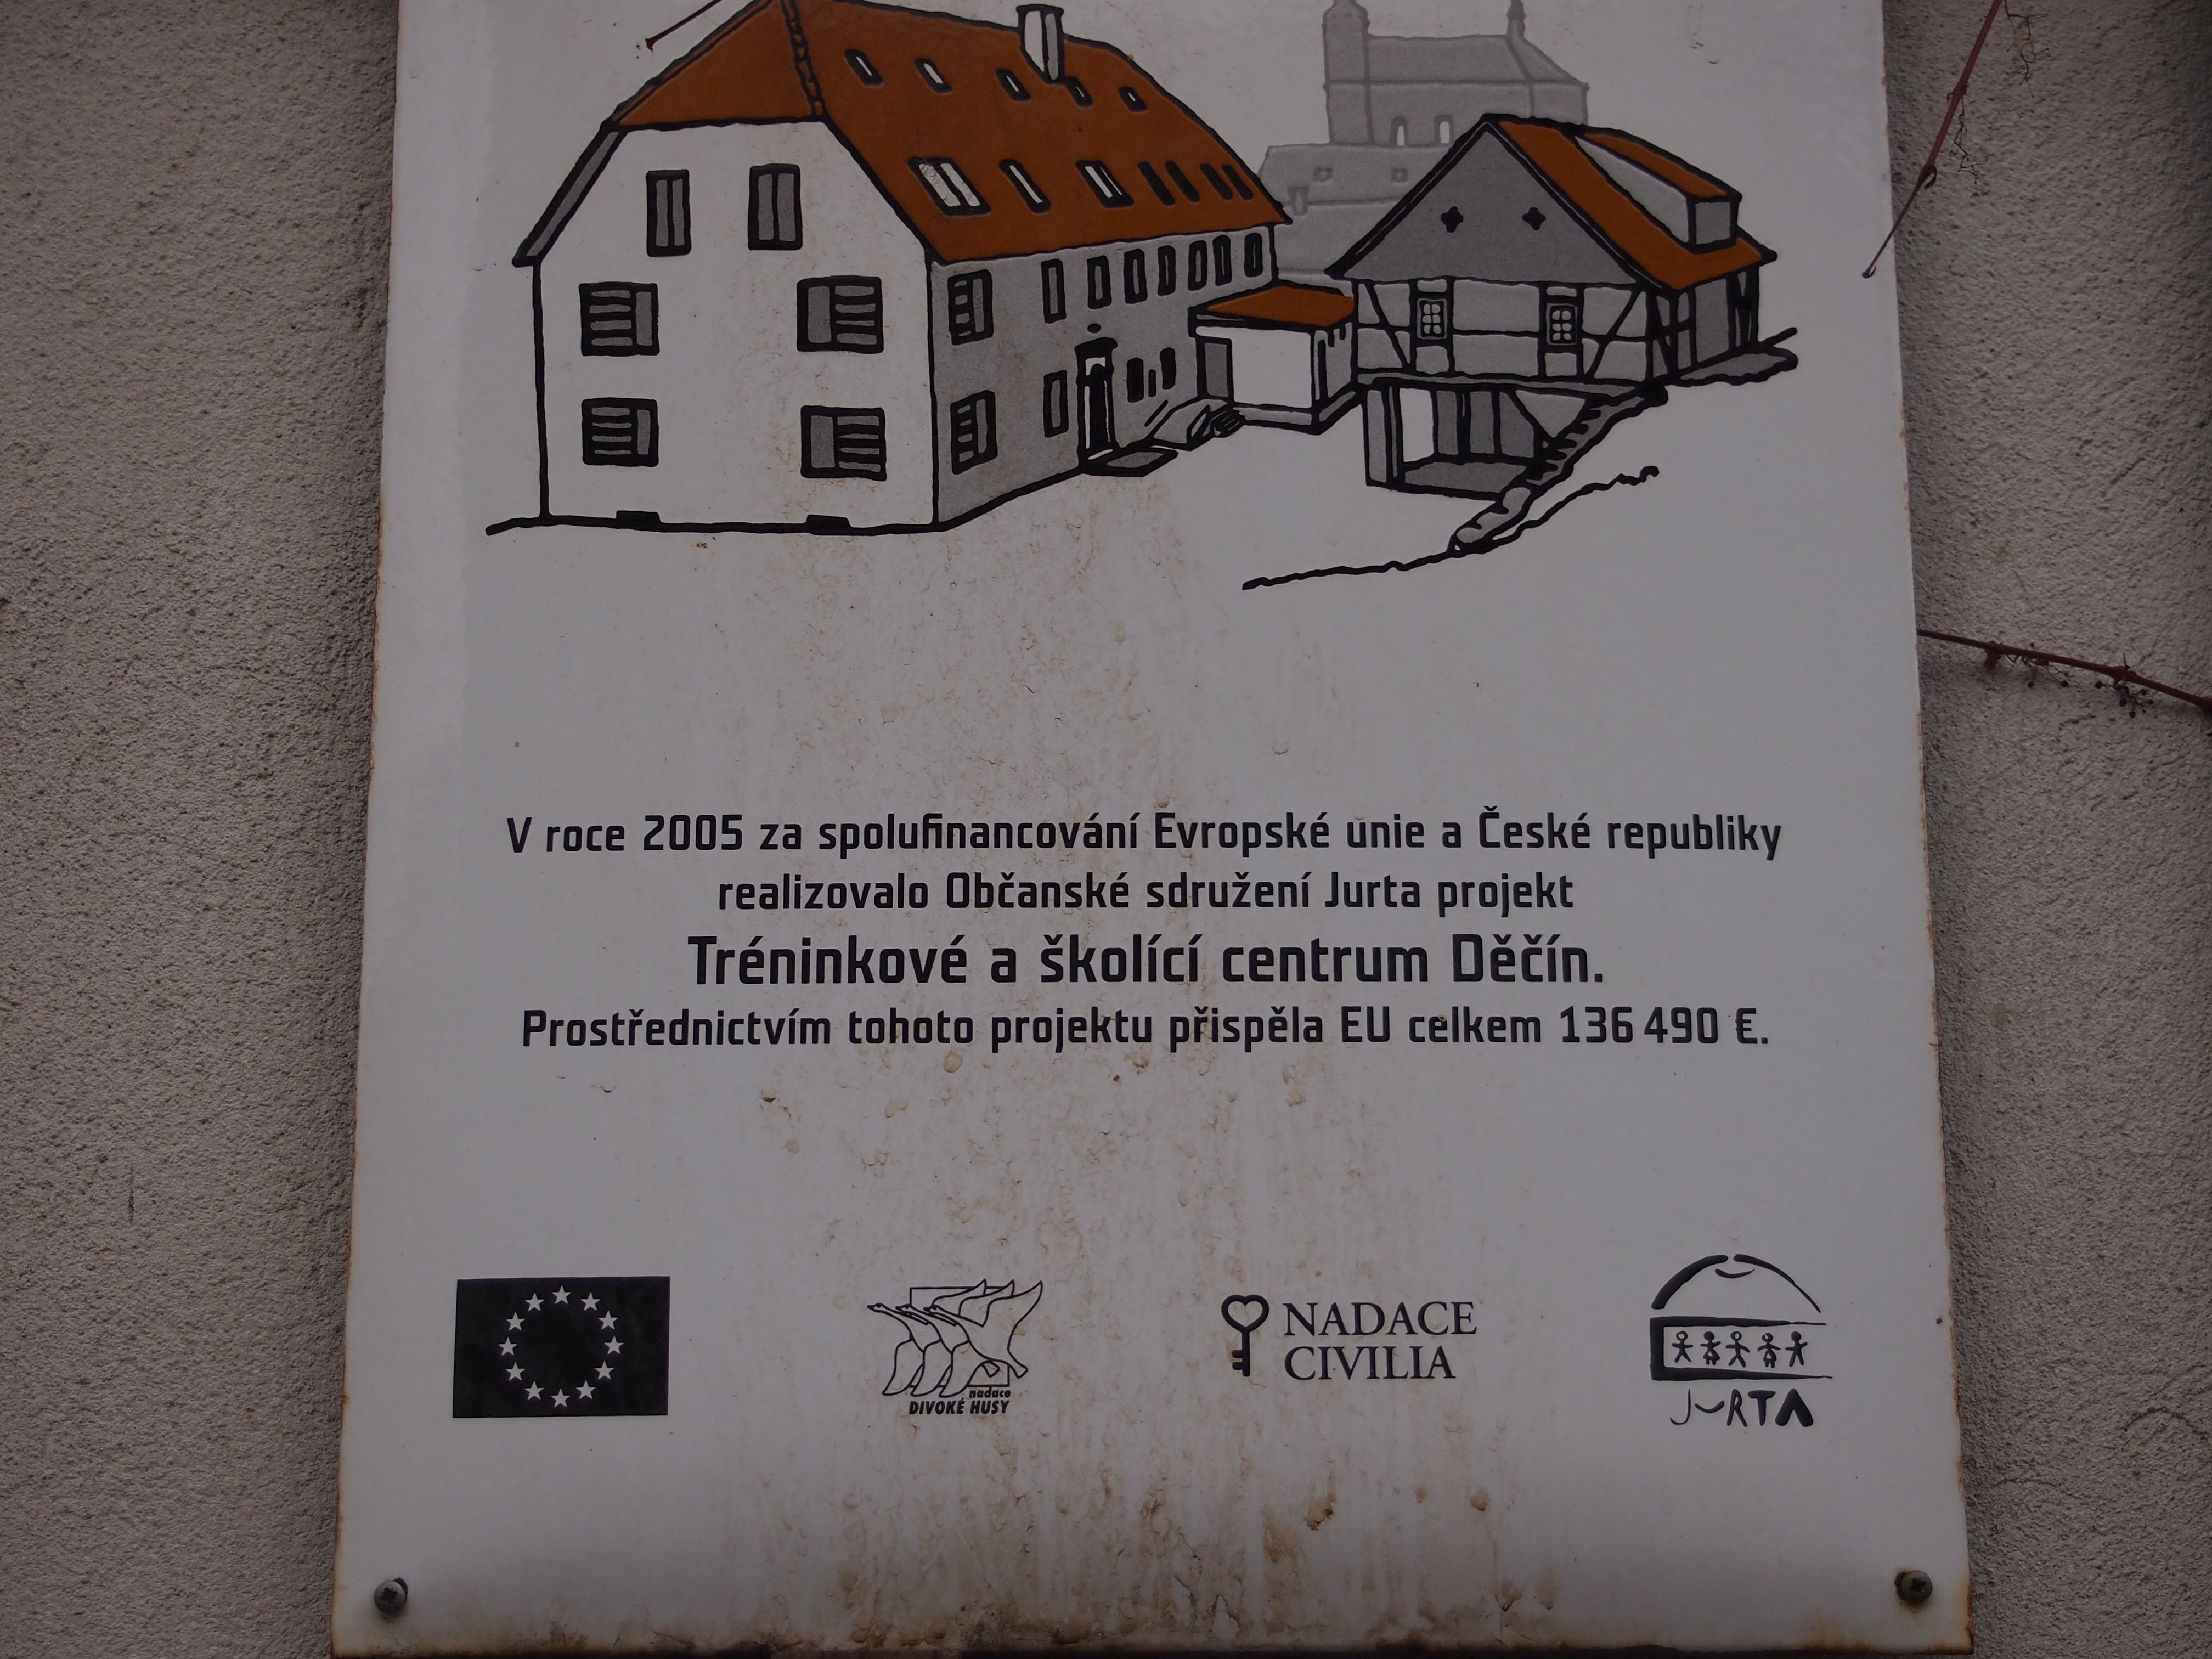 V roce 2005 za spolufinancování Evropské unie a České republiky
realizovalo Občanské sdružení Jurta projekt
Tréninkové a školící centrum Děčín.
Prostřednictvím tohoto projektu přispěla EU celkem 136 490 €.
nadace
DIVOKÉ HUSY
NADACE
CIVILIA
JURTA